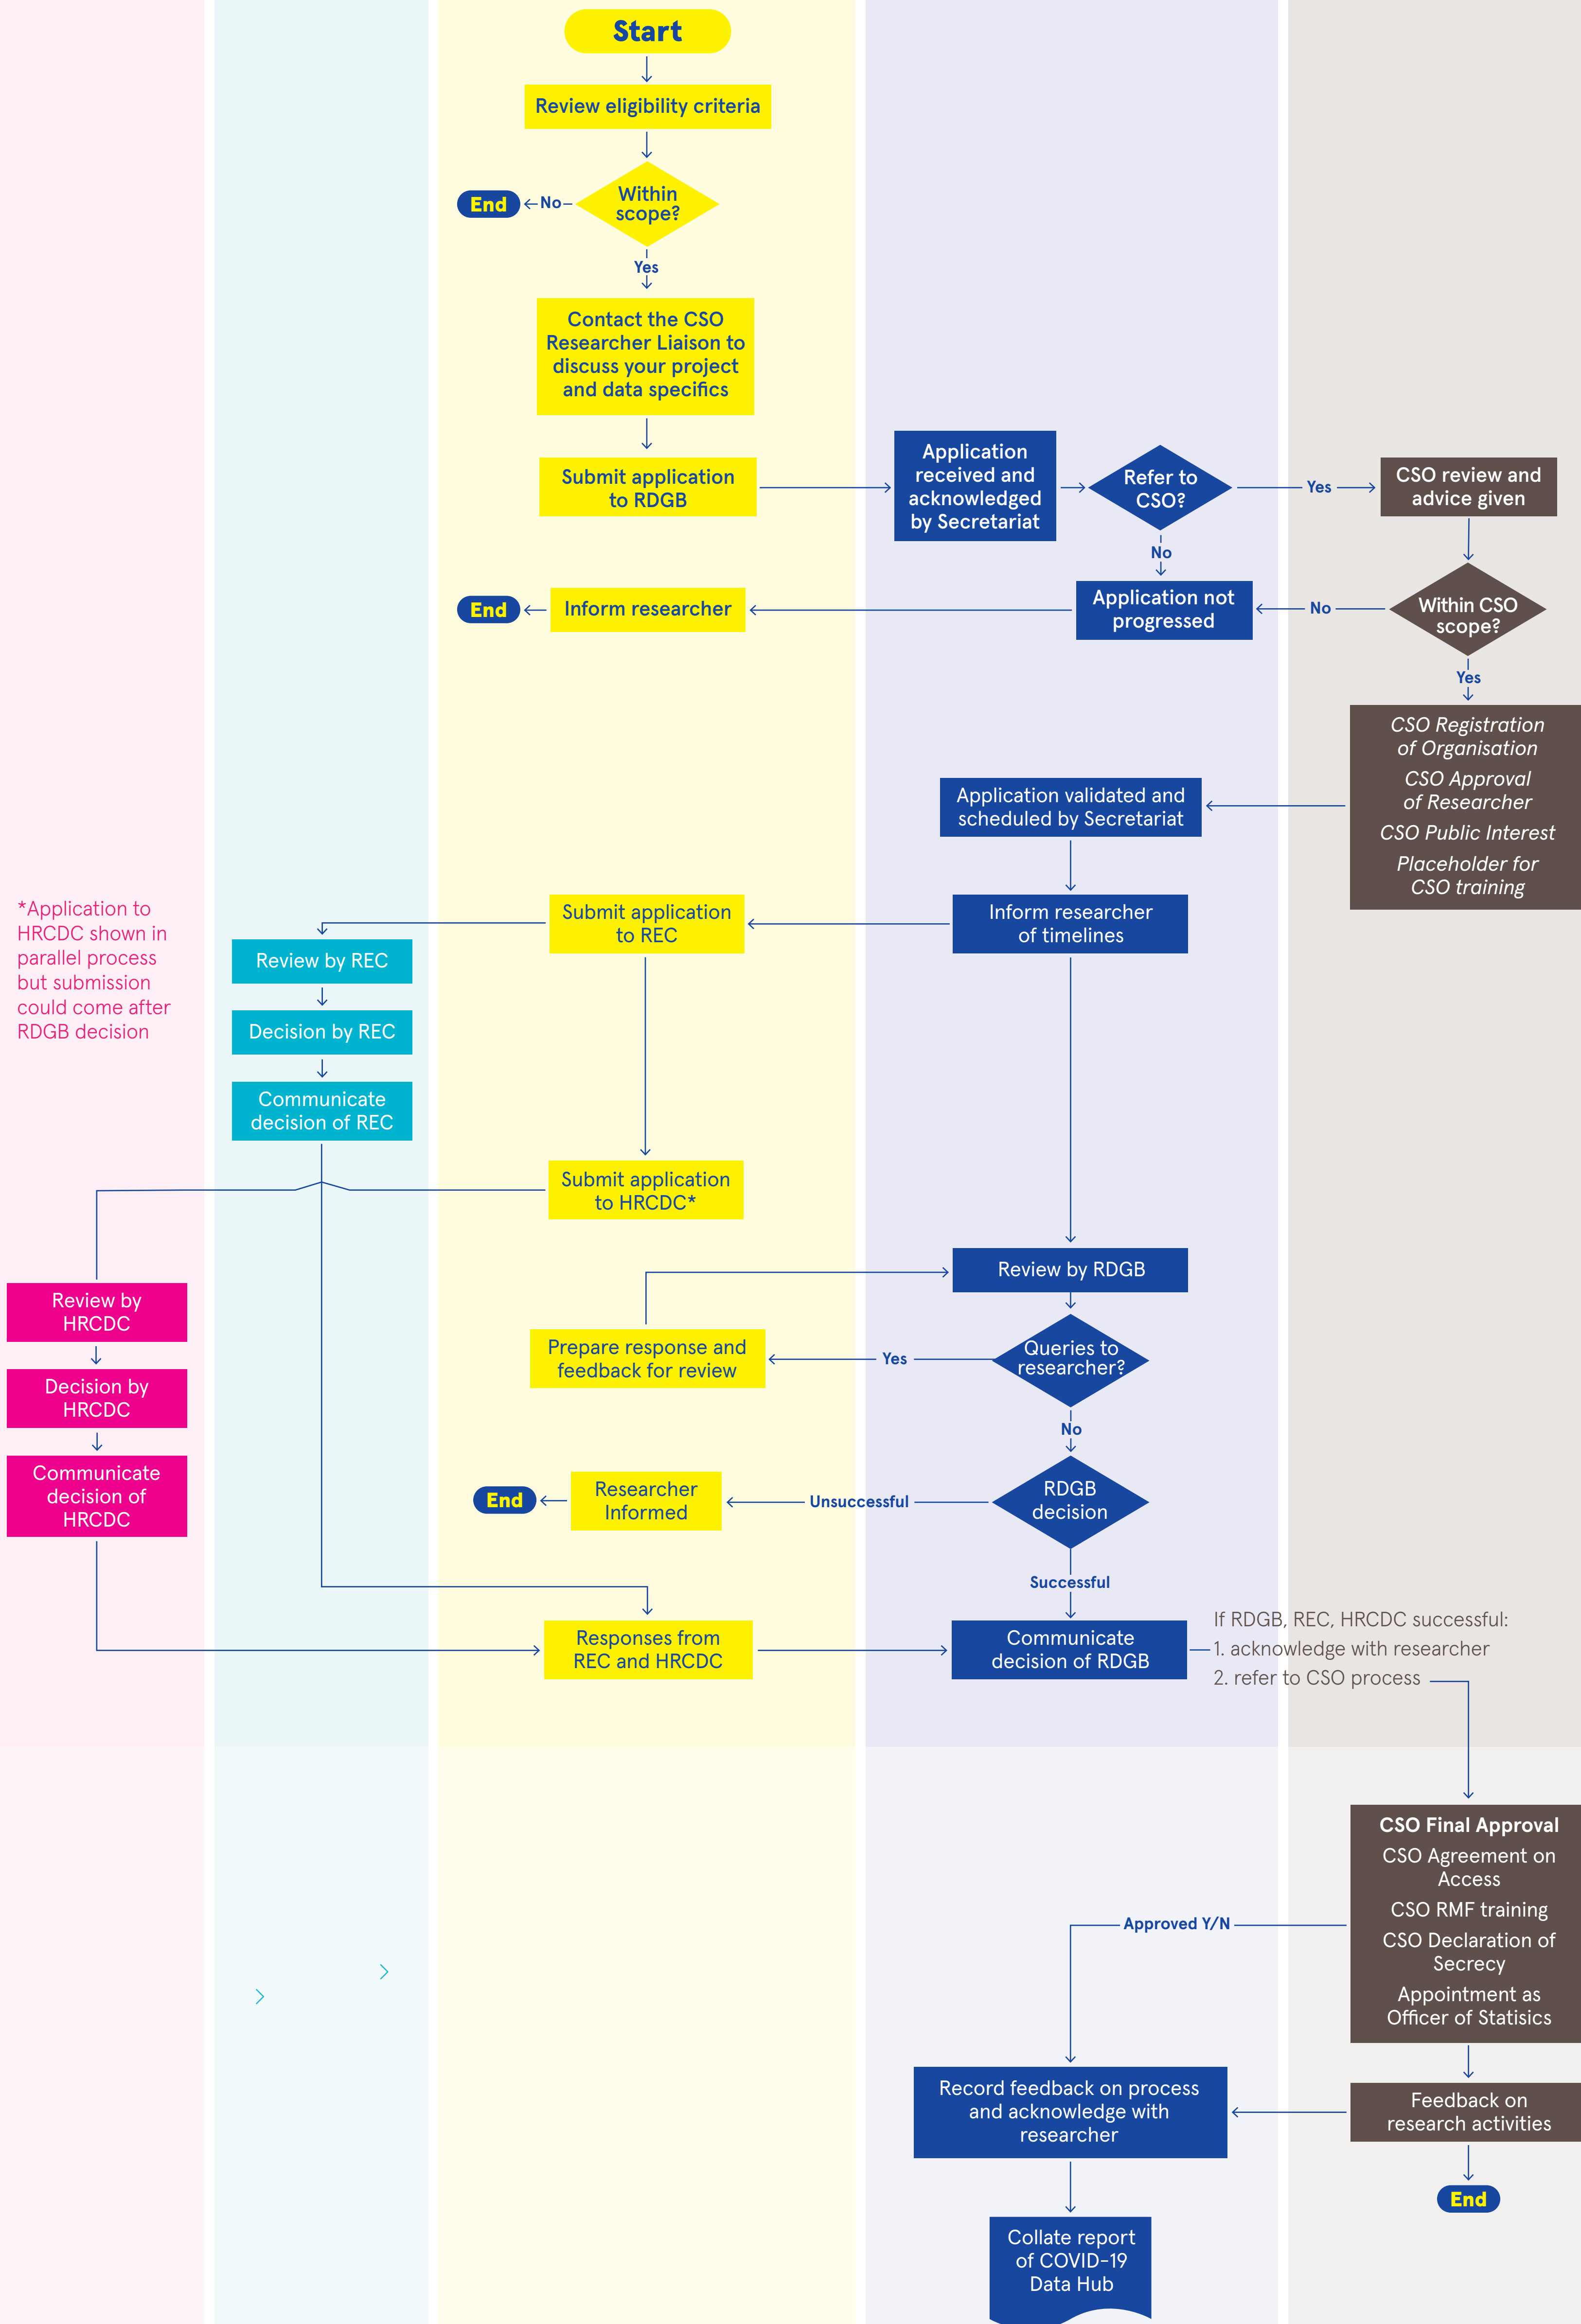 Start
Review eligibility criteria
Within
scope?
No
End
Yes
Contact the CSO
Researcher Liaison to
discuss your project
and data specifics
Submit application
to RDGB
Application
received and
acknowledged
by Secretariat
Refer to
CSO?
Yes
CSO review and
advice given
No
Within CSO
scope?
No
Application not
progressed
Inform researcher
End
Yes
CSO Registration
of Organisation
CSO Approval
of Researcher
CSO Public Interest
Placeholder for
CSO training
Application validated and
scheduled by Secretariat
Inform researcher
of timelines
Submit application
to REC
*Application to
HRCDC shown in
parallel process
but submission
could come after
RDGB decision
Review by REC
Decision by REC
Communicate
decision of REC
Submit application
to HRCDC*
Review by
HRCDC
Decision by
HRCDC
Communicate
decision of
HRCDC
Review by RDGB
Queries to
researcher?
Yes
Prepare response and
feedback for review
No
RDGB
decision
Unsuccessful
Researcher
Informed
End
Successful
Responses from
REC and HRCDC
Communicate
decision of RDGB
If RDGB, REC, HRCDC successful:
1. acknowledge with researcher
2. refer to CSO process
CSO Final Approval
CSO Agreement on
Access
CSO RMF training
CSO Declaration of
Secrecy
Appointment as
Officer of Statisics
Approved Y/N
Record feedback on process
and acknowledge with
researcher
Feedback on
research activities
End
Collate report
of COVID-19
Data Hub